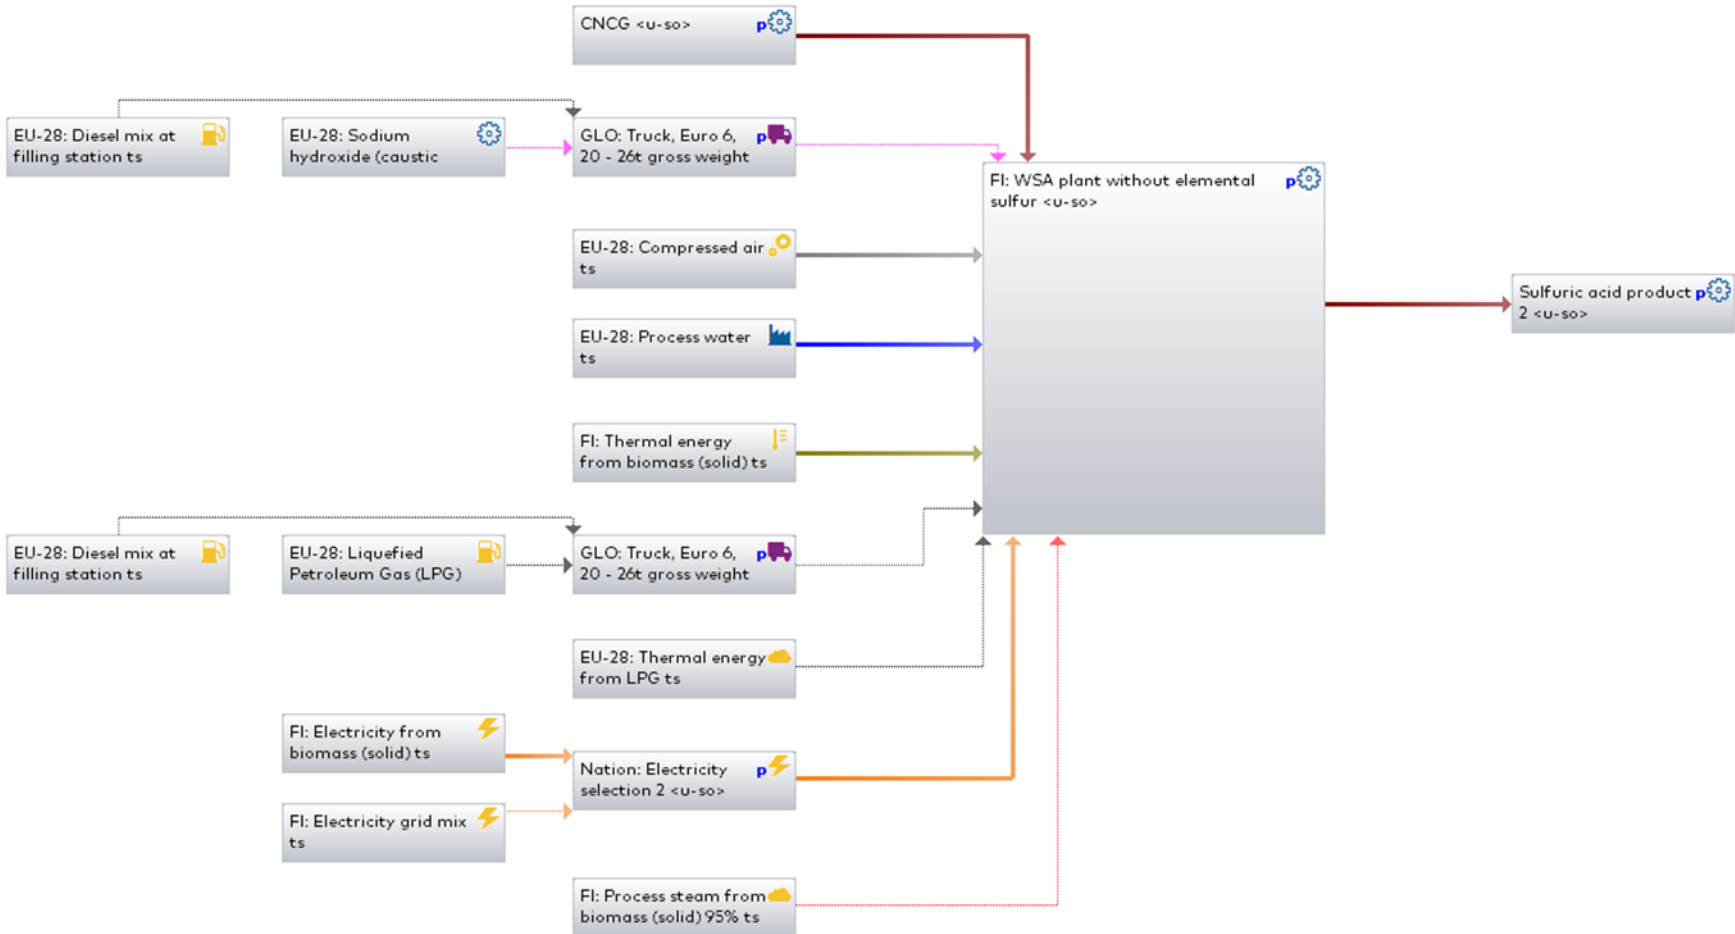 CNCG <u-so>
p
EU-28: Diesel mix at
filling station ts
EU-28: Sodium
hydroxide (caustic
GLO: Truck, Euro 6,
20 - 26t gross weight
p
FI: WSA plant without elemental
sulfur <u-so>
p
EU-28: Compressed air
ts
Sulfuric acid product
2 <u-so>
p
EU-28: Process water
ts
FI: Thermal energy
from biomass (solid) ts
EU-28: Diesel mix at
filling station ts
EU-28: Liquefied
Petroleum Gas (LPG)
GLO: Truck, Euro 6,
20 - 26t gross weight
p
EU-28: Thermal energy
from LPG ts
FI: Electricity from
biomass (solid) ts
Nation: Electricity
selection 2 <u-so>
p
FI: Electricity grid mix
ts
FI: Process steam from
biomass (solid) 95% ts